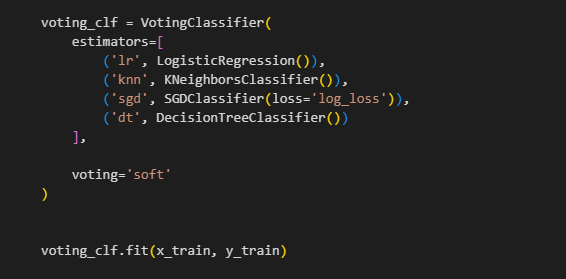 voting_clf = VotingClassifier(
    estimators=[
        ('lr', LogisticRegression()),
        ('knn', KNeighborsClassifier()),
        ('sgd', SGDClassifier(loss='log_loss')),
        ('dt', DecisionTreeClassifier())
    ],
    voting='soft'
)
voting_clf.fit(x_train, y_train)